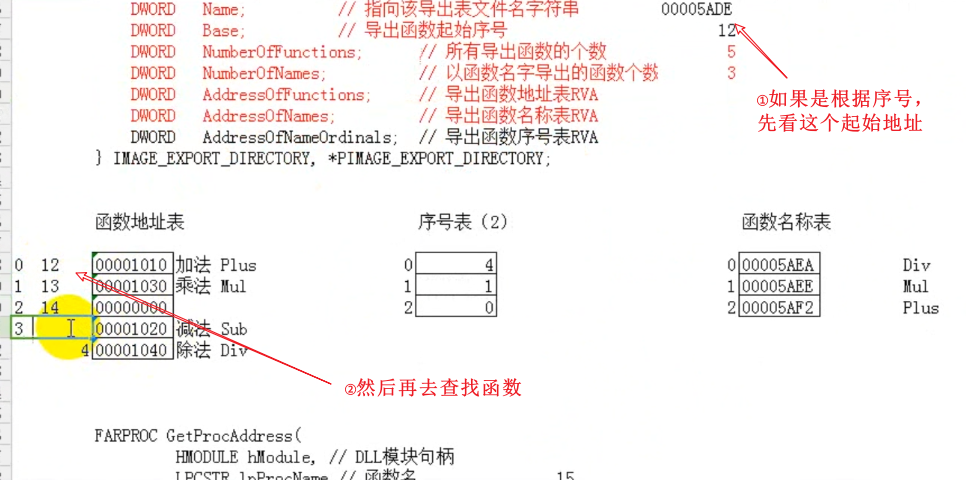 DWORD Name; // 指向该导出表文件名字符串 00005ADE
DWORD Base; // 导出函数起始序号 12
DWORD NumberOfFunctions; // 所有导出函数的个数 5
DWORD NumberOfNames; // 以函数名字导出的函数个数 3
DWORD AddressOfFunctions; // 导出函数地址表RVA
DWORD AddressOfNames; // 导出函数名称表RVA
DWORD AddressOfNameOrdinals; // 导出函数序号表RVA
} IMAGE_EXPORT_DIRECTORY, *PIMAGE_EXPORT_DIRECTORY;
①如果是根据序号，
先看这个起始地址
函数地址表 序号表（2） 函数名称表
0 12 00001010 加法 Plus 0 4 0 00005AEA Div
1 13 00001030 乘法 Mul 1 1 1 00005AEE Mul
2 14 00000000 2 0 2 00005AF2 Plus
3 00001020 减法 Sub
4 00001040 除法 Div
②然后再去查找函数
FARPROC GetProcAddress(
HMODULE hModule, // DLL模块句柄
LPCSTR lpProcName // 函数名 15